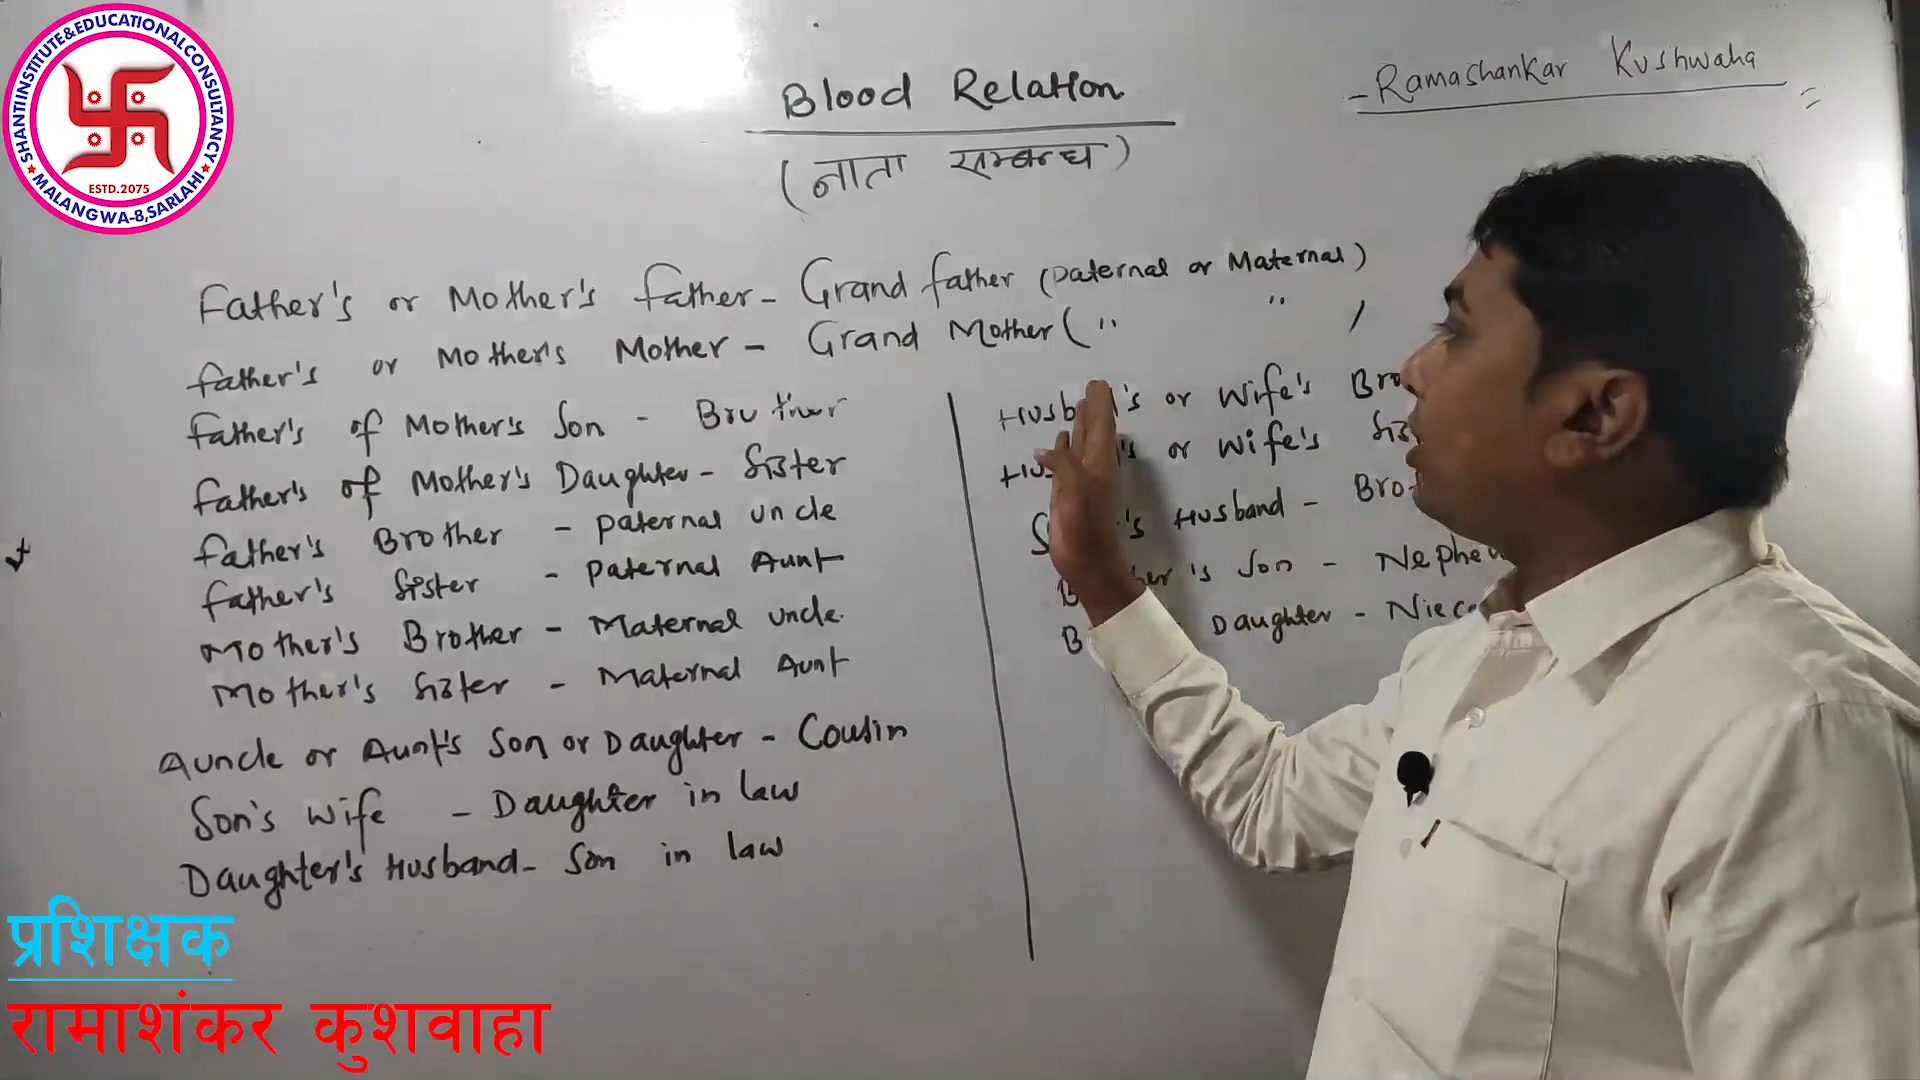 SHANTI INSTITUTE & EDUCATIONAL CONSULTANCY
ESTD.2075
MALANGWA-8, SARLAHI
Blood Relation
(नाता सम्बन्ध)
- Ramashankar Kushwaha
Father's or Mother's father - Grand father (Paternal or Maternal)
father's or Mother's Mother - Grand Mother ( " "
father's of Mother's Son - Brother
father's of Mother's Daughter - Sister
father's Brother - paternal uncle
father's Sister - paternal Aunt
Mother's Brother - Maternal uncle.
Mother's Sister - Maternal Aunt
Auncle or Aunt's Son or Daughter - Cousin
Son's wife - Daughter in law
Daughter's Husband - Son in law
or Wife's
or Wife's
Husband -
Son -
Daughter -
प्रशिक्षक
रामाशंकर कुशवाहा